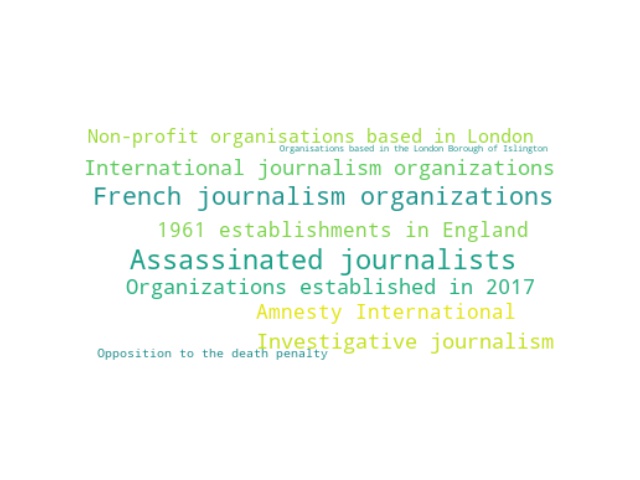 Non-profit organisations based in London
Organisations based in the London Borough of Islington
International journalism organizations
French journalism organizations
1961 establishments in England
Assassinated journalists
Organizations established in 2017
Amnesty International
Investigative journalism
Opposition to the death penalty